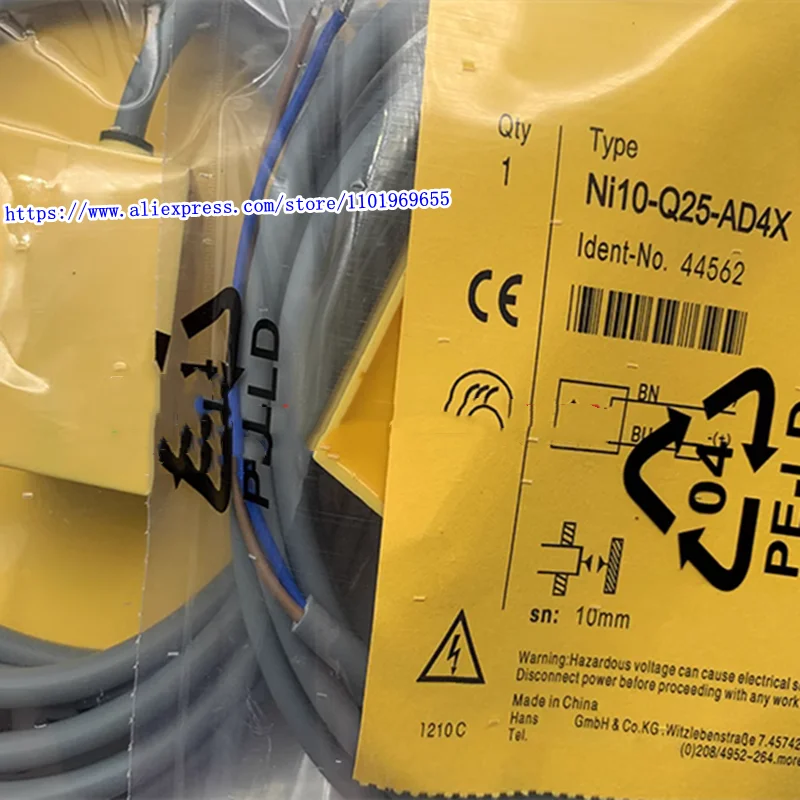 https://www.aliexpress.com/store/1101969655
Qty
1
Type
Ni10-Q25-AD4X
Ident-No. 44562
CE
BN
BU
-(+)
04
PE-LD
PE-LD
sn: 10mm
Warning:Hazardous voltage can cause electrical s
Disconnect power before proceeding with any work
Made in China
Hans GmbH & Co.KG.Witzlebenstraße 7.45742
Tel. (0)208/4952-264.more
1210C